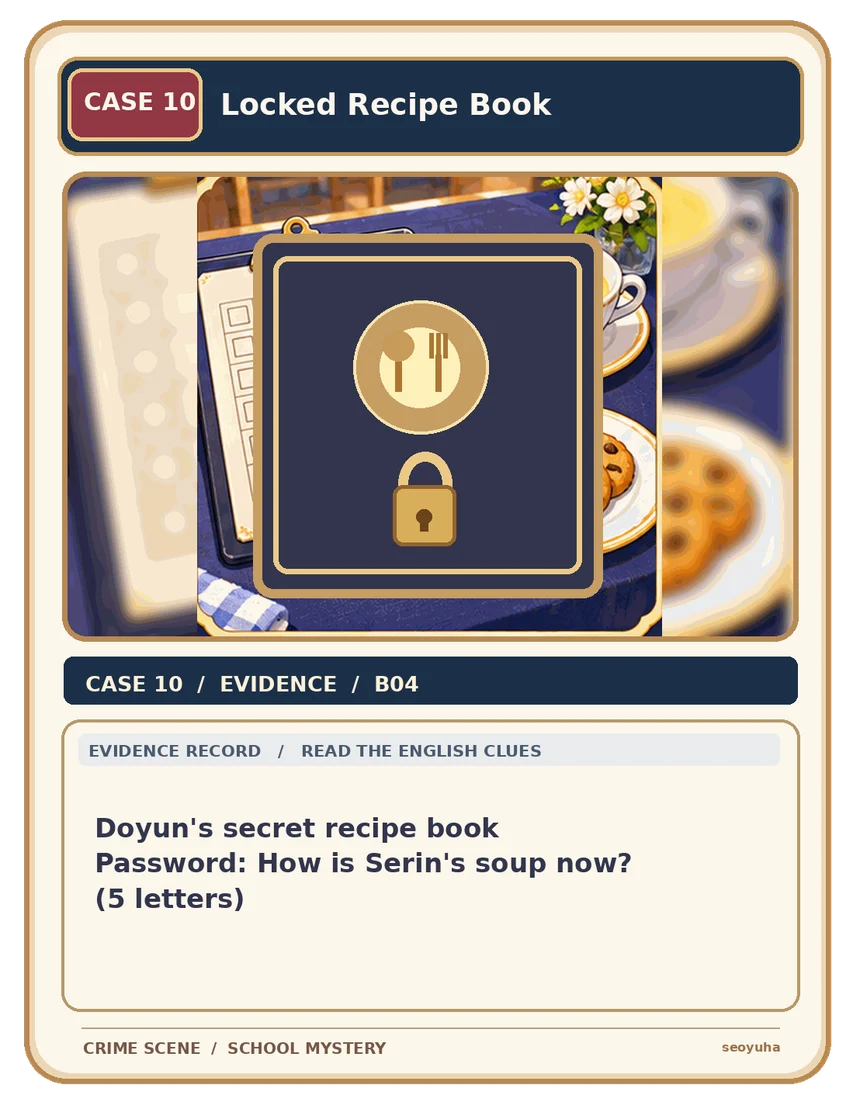 CASE 10
Locked Recipe Book
CASE 10 / EVIDENCE / B04
EVIDENCE RECORD / READ THE ENGLISH CLUES
Doyun's secret recipe book
Password: How is Serin's soup now?
(5 letters)
CRIME SCENE / SCHOOL MYSTERY
seoyuha